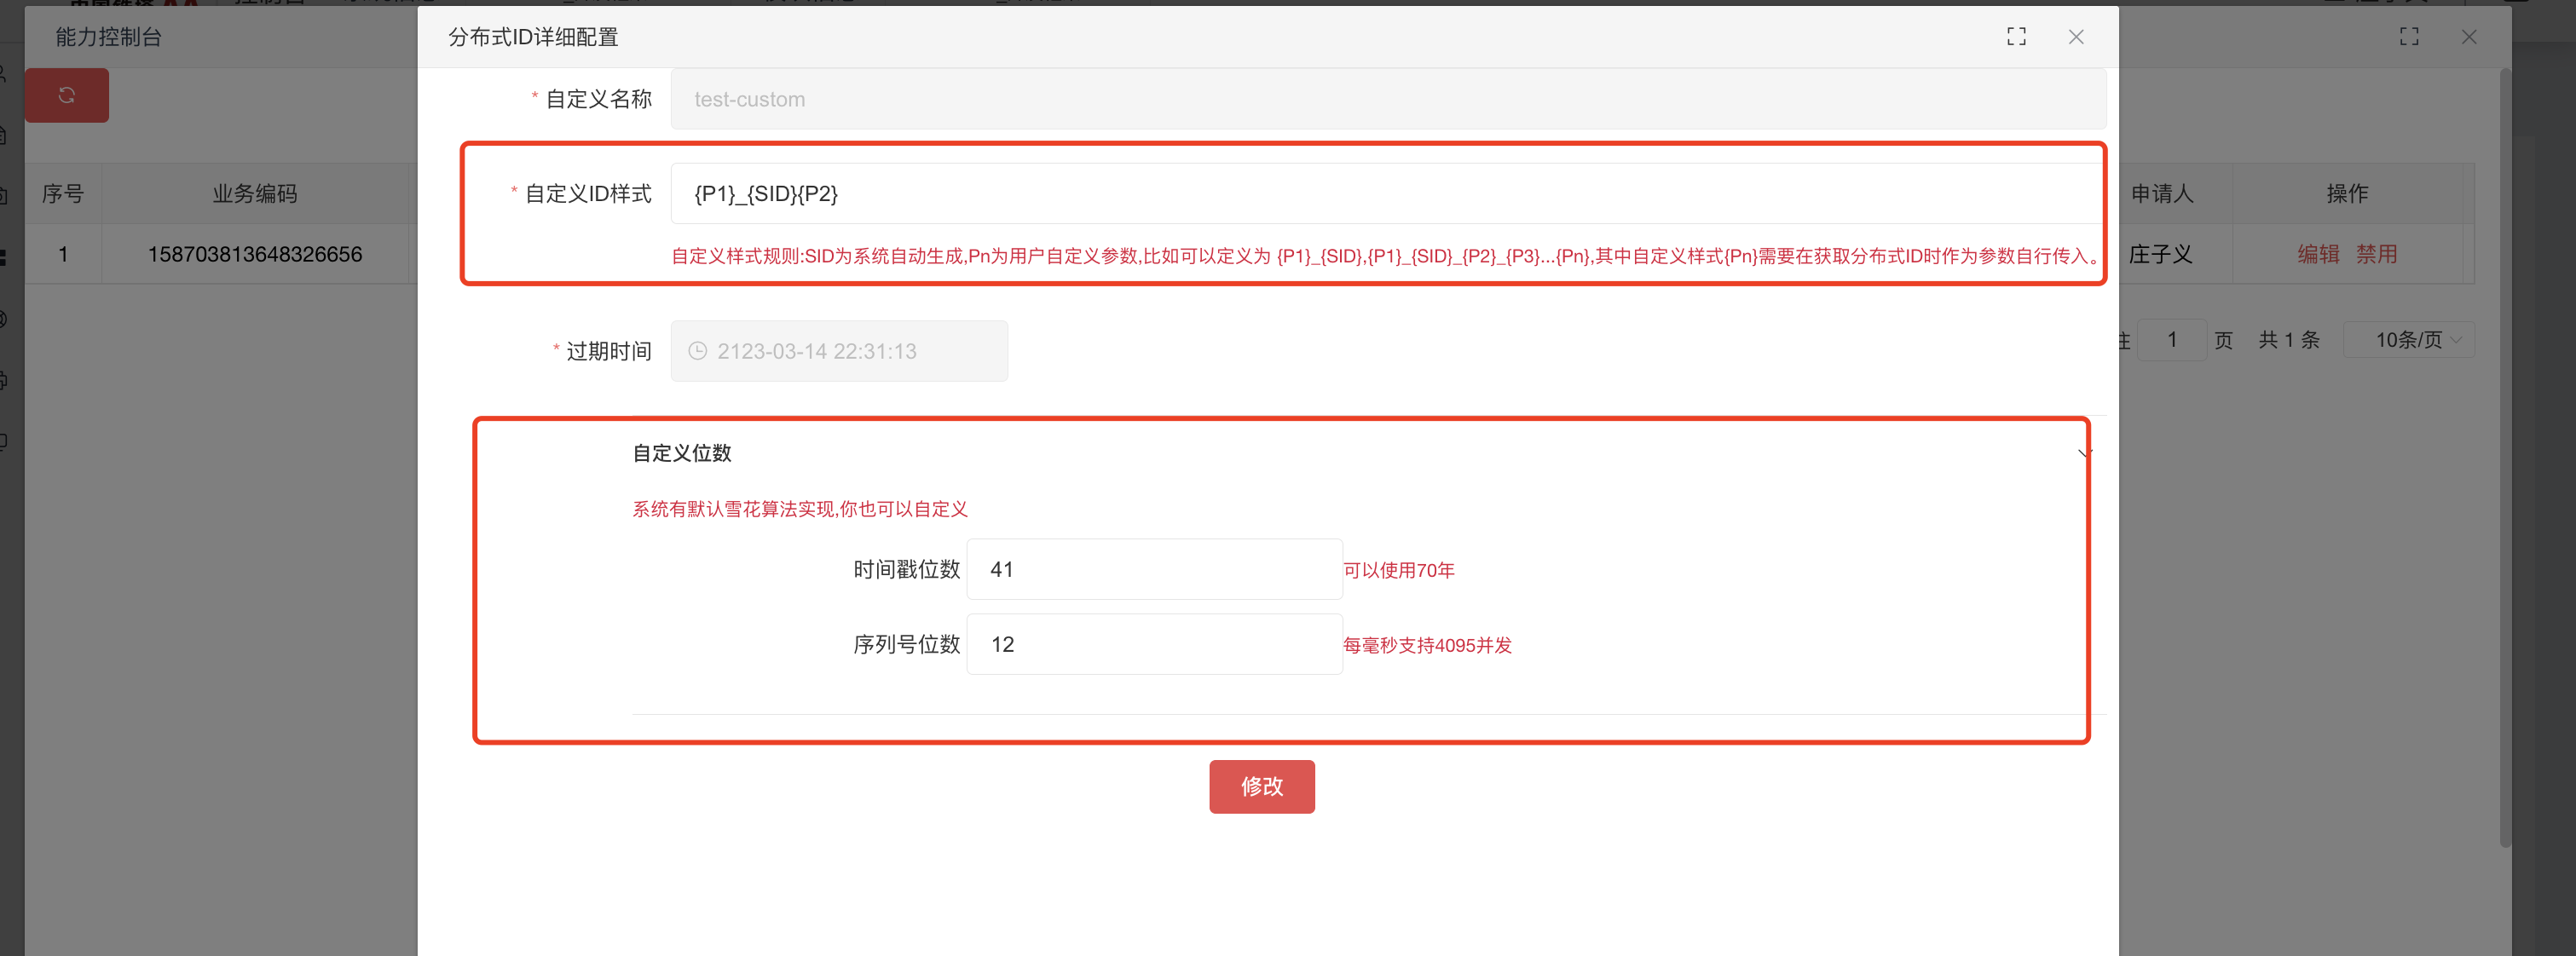 能力控制台
分布式ID详细配置
* 自定义名称 test-custom
* 自定义ID样式 {P1}_{SID}{P2}
自定义样式规则:SID为系统自动生成,Pn为用户自定义参数,比如可以定义为 {P1}_{SID},{P1}_{SID}_{P2}_{P3}...{Pn},其中自定义样式{Pn}需要在获取分布式ID时作为参数自行传入。
序号 业务编码 申请人 操作
1 158703813648326656 庄子义 编辑 禁用
* 过期时间 2123-03-14 22:31:13
1 页 共 1 条 10条/页
自定义位数
系统有默认雪花算法实现,你也可以自定义
时间戳位数 41 可以使用70年
序列号位数 12 每毫秒支持4095并发
修改